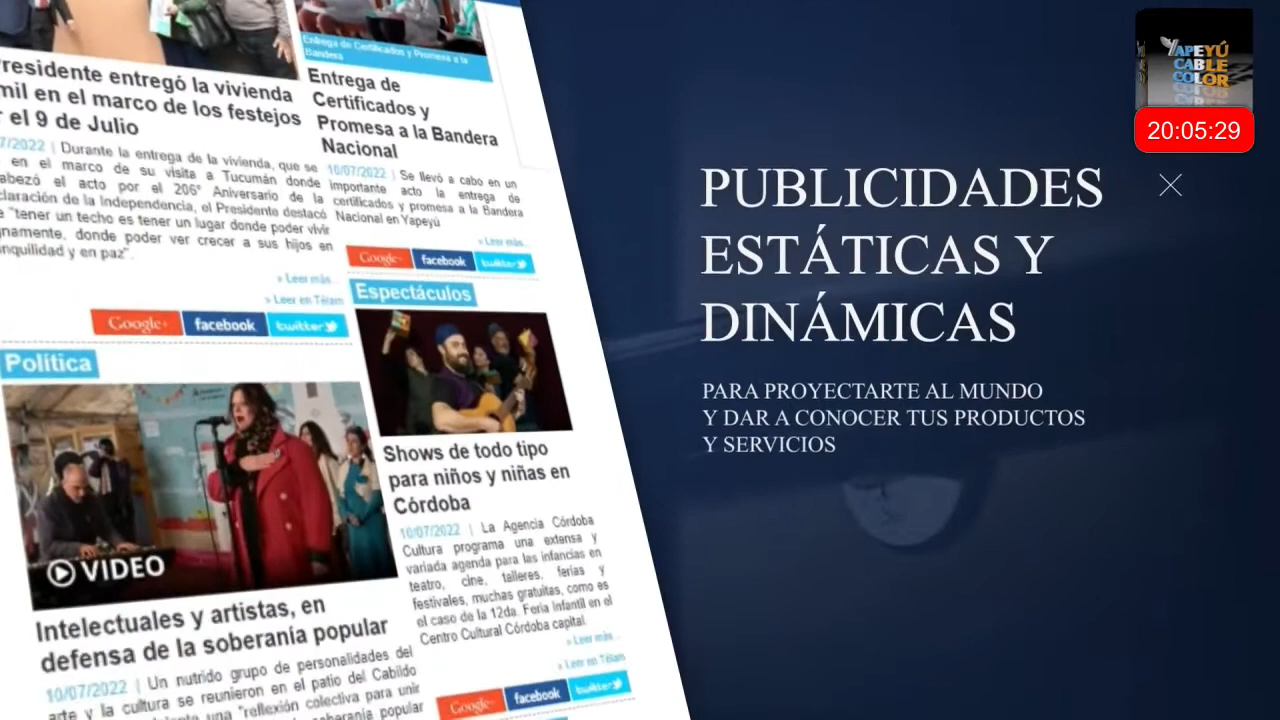 Presidente entregó la vivienda
mil en el marco de los festejos
r el 9 de Julio
7/2022 | Durante la entrega de la vivienda, que se
en el marco de su visita a Tucumán donde
abezó el acto por el 206° Aniversario de la
claración de la Independencia, el Presidente destacó
e "tener un techo es tener un lugar donde poder vivir
gnamente, donde poder ver crecer a sus hijos en
nquilidad y en paz".
» Leer más...
» Leer en Télam
Google+ facebook twitter
Política
VIDEO
Intelectuales y artistas, en
defensa de la soberanía popular
10/07/2022 | Un nutrido grupo de personalidades del
arte y la cultura se reunieron en el patio del Cabildo
una "reflexión colectiva para unir
soberanía popular
Entrega de Certificados y Promesa a la
Bandera
Entrega de
Certificados y
Promesa a la Bandera
Nacional
10/07/2022 | Se llevó a cabo en un
importante acto la entrega de
certificados y promesa a la Bandera
Nacional en Yapeyú
» Leer más...
Google+ facebook twitter
Espectáculos
Shows de todo tipo
para niños y niñas en
Córdoba
10/07/2022 | La Agencia Córdoba
Cultura programa una extensa y
variada agenda para las infancias en
teatro, cine, talleres, ferias y
festivales, muchas gratuitas, como es
el caso de la 12da. Feria Infantil en el
Centro Cultural Córdoba capital.
» Leer más...
» Leer en Télam
Google+ facebook twitter
YAPEYÚ
CABLE
COLOR
20:05:29
PUBLICIDADES
ESTÁTICAS Y
DINÁMICAS
PARA PROYECTARTE AL MUNDO
Y DAR A CONOCER TUS PRODUCTOS
Y SERVICIOS